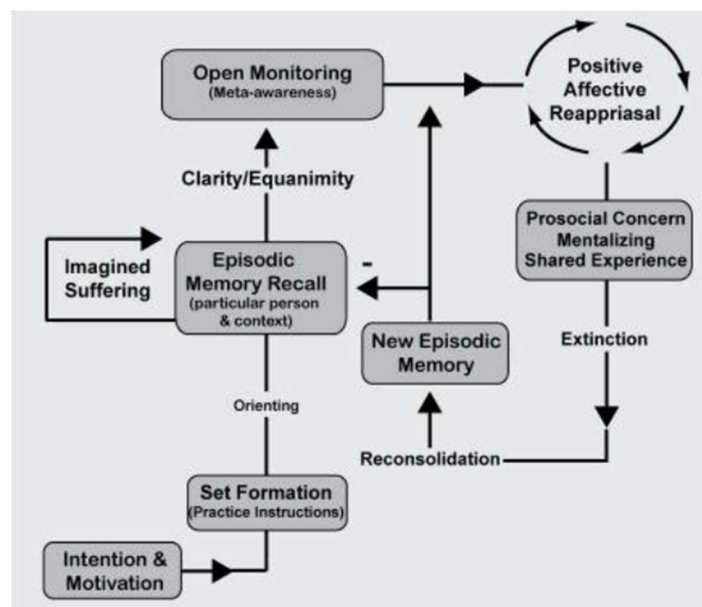 Open Monitoring
(Meta-awareness)
Positive
Affective
Reappriasal
Clarity/Equanimity
Prosocial Concern
Mentalizing
Shared Experience
Imagined
Suffering
Episodic
Memory Recall
(particular person
& context)
-
New Episodic
Memory
Extinction
Orienting
Reconsolidation
Set Formation
(Practice Instructions)
Intention &
Motivation